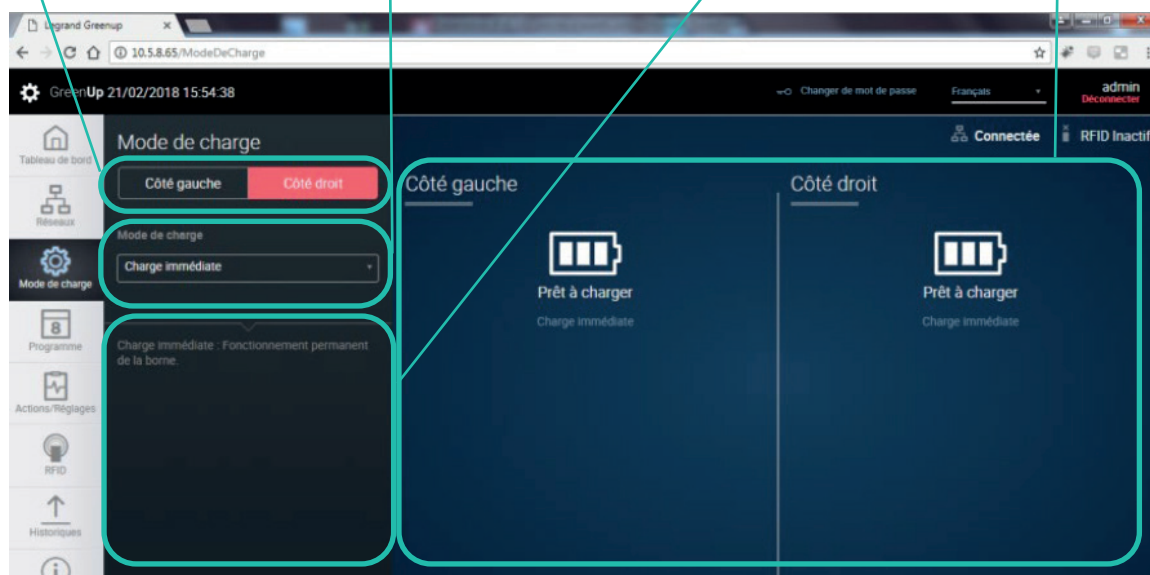 Legrand Greenup
10.5.8.65/ModeDeCharge
GreenUp 21/02/2018 15:54:38
Changer de mot de passe
Français
admin
Déconnecter
Connectée
RFID Inactif
Tableau de bord
Réseaux
Mode de charge
8
Programme
Actions/Réglages
RFID
Historiques
Mode de charge
Côté gauche
Côté droit
Mode de charge
Charge immédiate
Charge immédiate : Fonctionnement permanent
de la borne.
Côté gauche
Prêt à charger
Charge immédiate
Côté droit
Prêt à charger
Charge immédiate